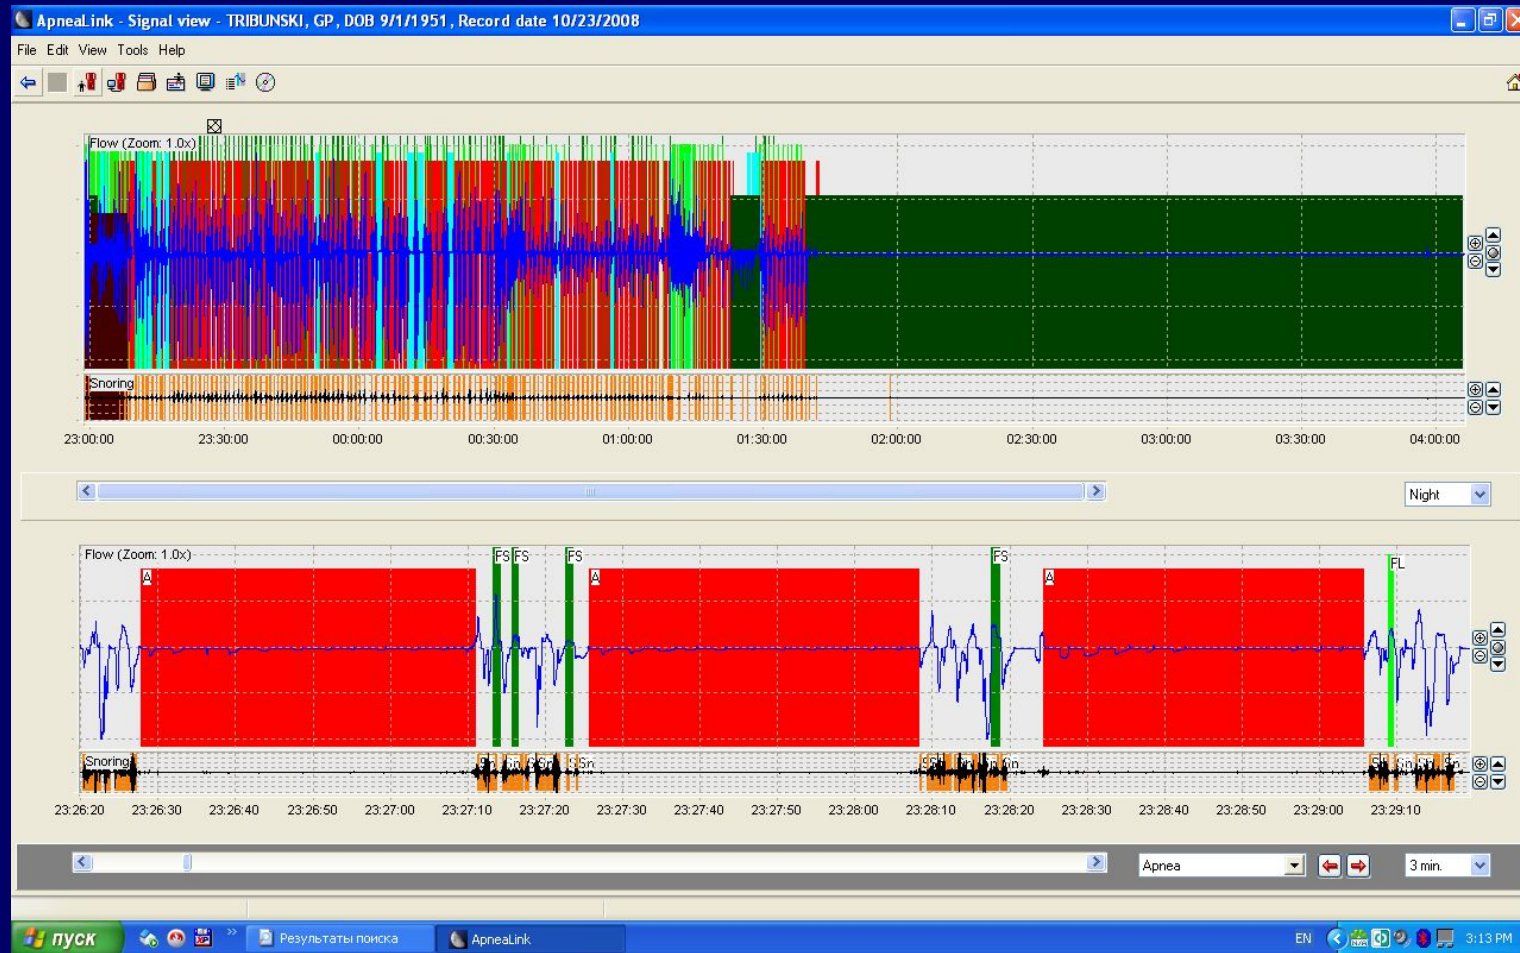 ApneaLink - Signal view - TRIBUNSKI, GP, DOB 9/1/1951, Record date 10/23/2008
File Edit View Tools Help
Flow (Zoom: 1.0x)
Snoring
23:00:00 23:30:00 00:00:00 00:30:00 01:00:00 01:30:00 02:00:00 02:30:00 03:00:00 03:30:00 04:00:00
Night
Flow (Zoom: 1.0x) FS FS FS FS FL
A A A
Snoring Sn Sn Sn Sn
23:26:20 23:26:30 23:26:40 23:26:50 23:27:00 23:27:10 23:27:20 23:27:30 23:27:40 23:27:50 23:28:00 23:28:10 23:28:20 23:28:30 23:28:40 23:28:50 23:29:00 23:29:10
Apnea 3 min.
пуск XP Результаты поиска ApneaLink EN 3:13 PM